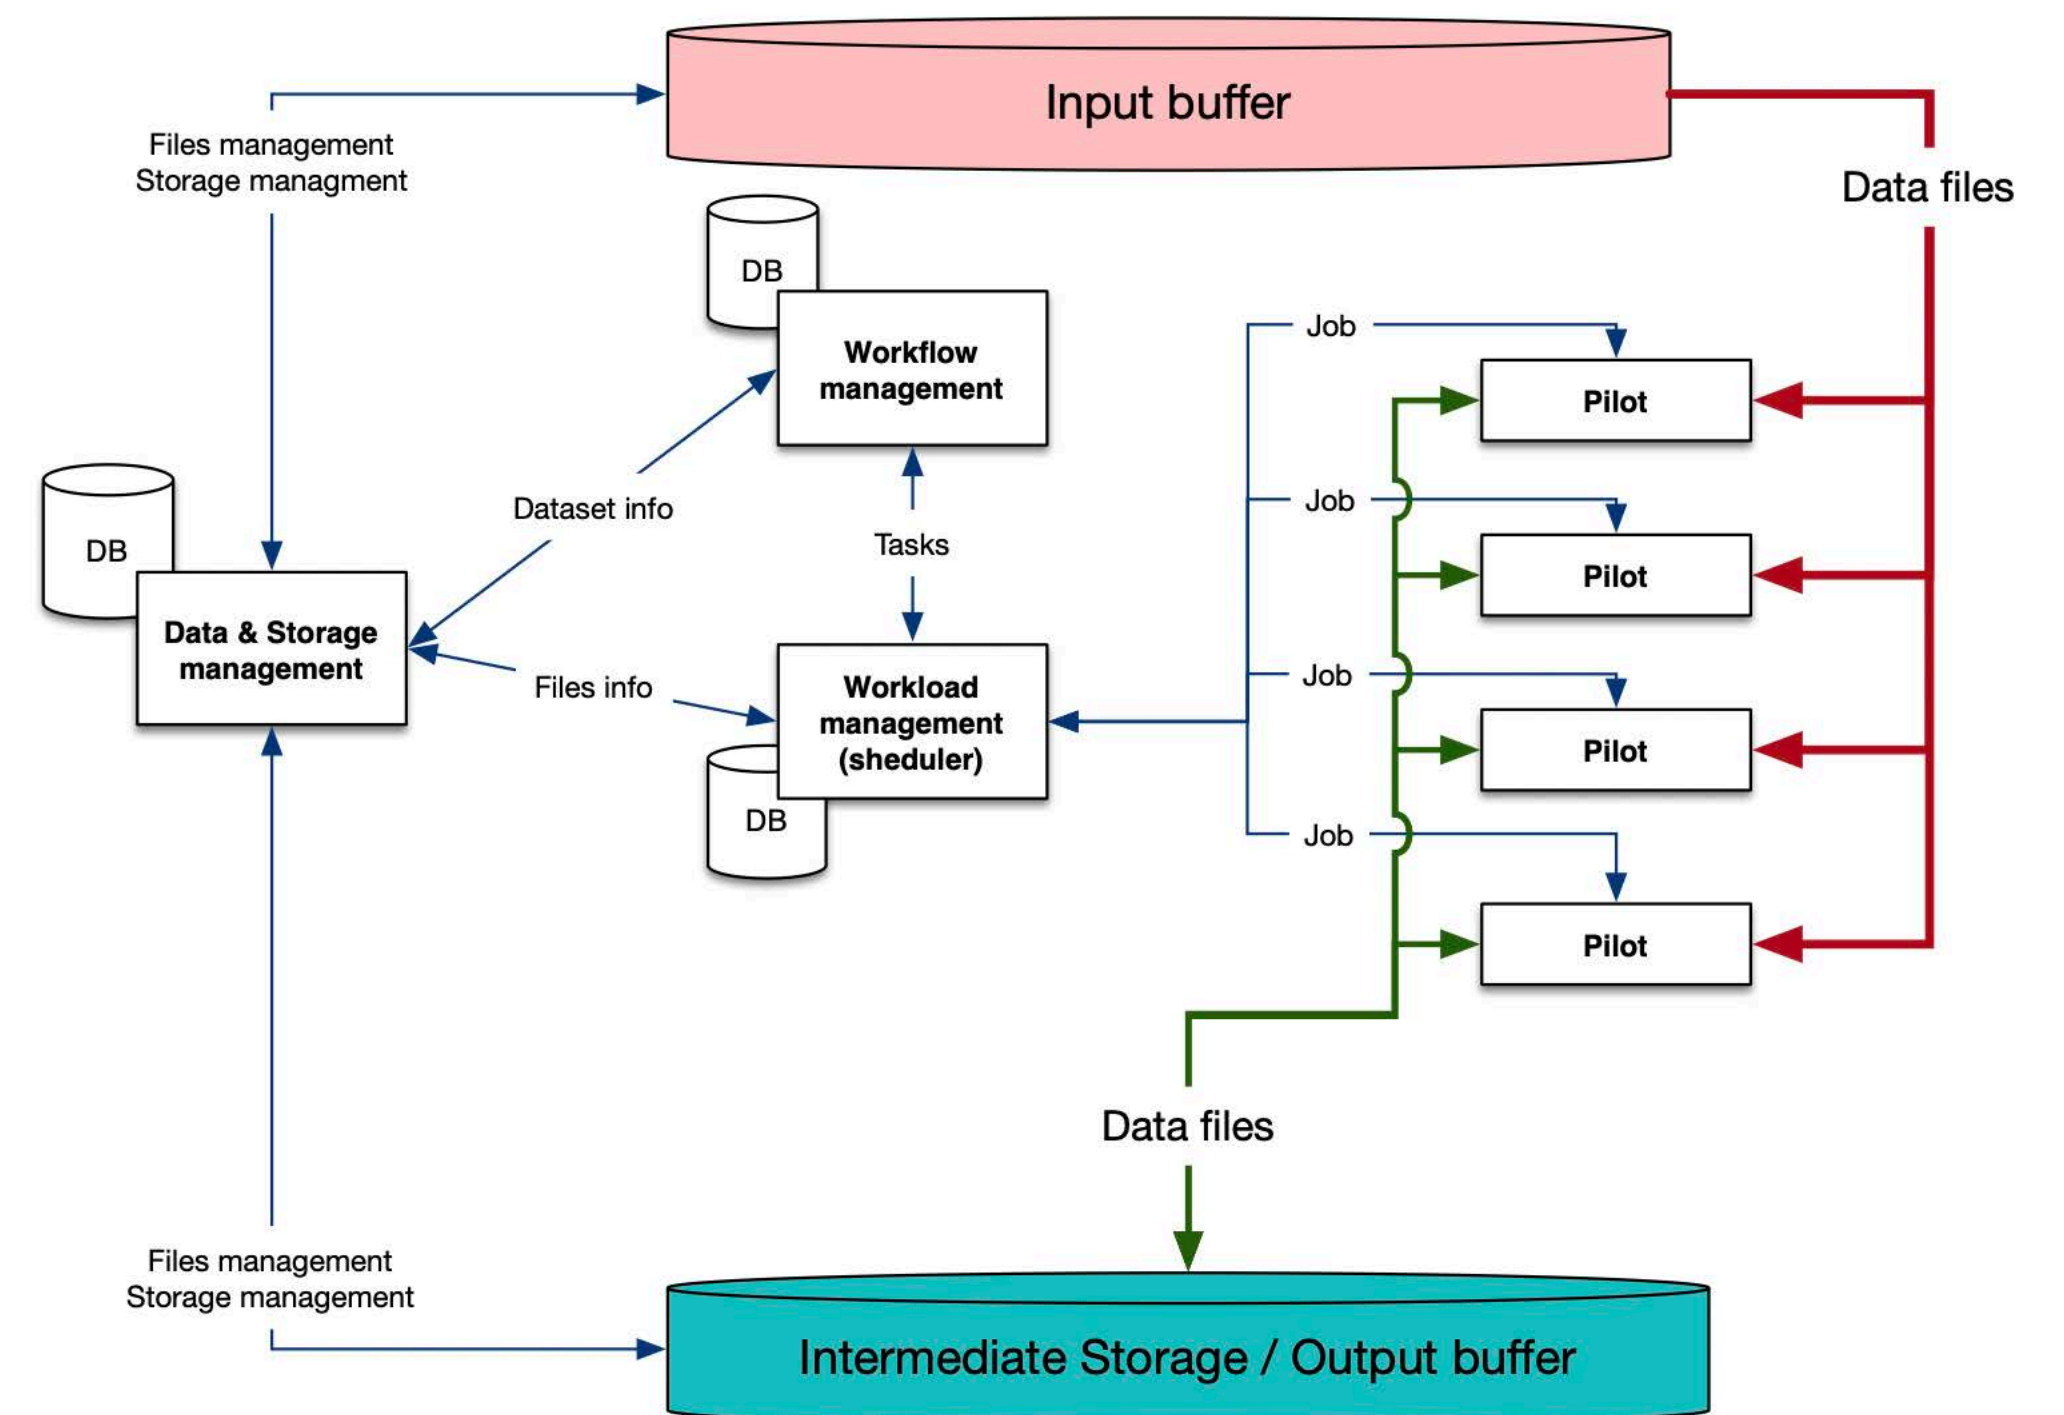 Input buffer
Files management
Storage managment
Data files
DB
Workflow
management
Job
Pilot
Dataset info
Job
Tasks
DB
Pilot
Data & Storage
management
Files info
Workload
management
(sheduler)
Job
DB
Pilot
Job
Pilot
Data files
Files management
Storage management
Intermediate Storage / Output buffer